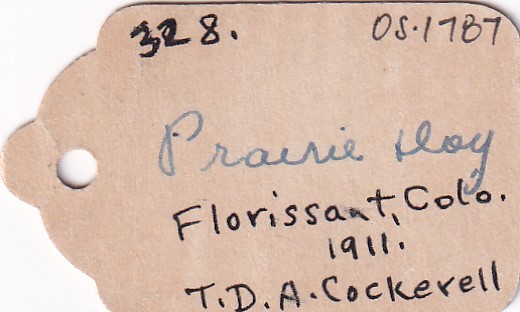 328. OS.1787
Prairie Dog
Florissant, Colo.
1911.
T.D.A. Cockerell